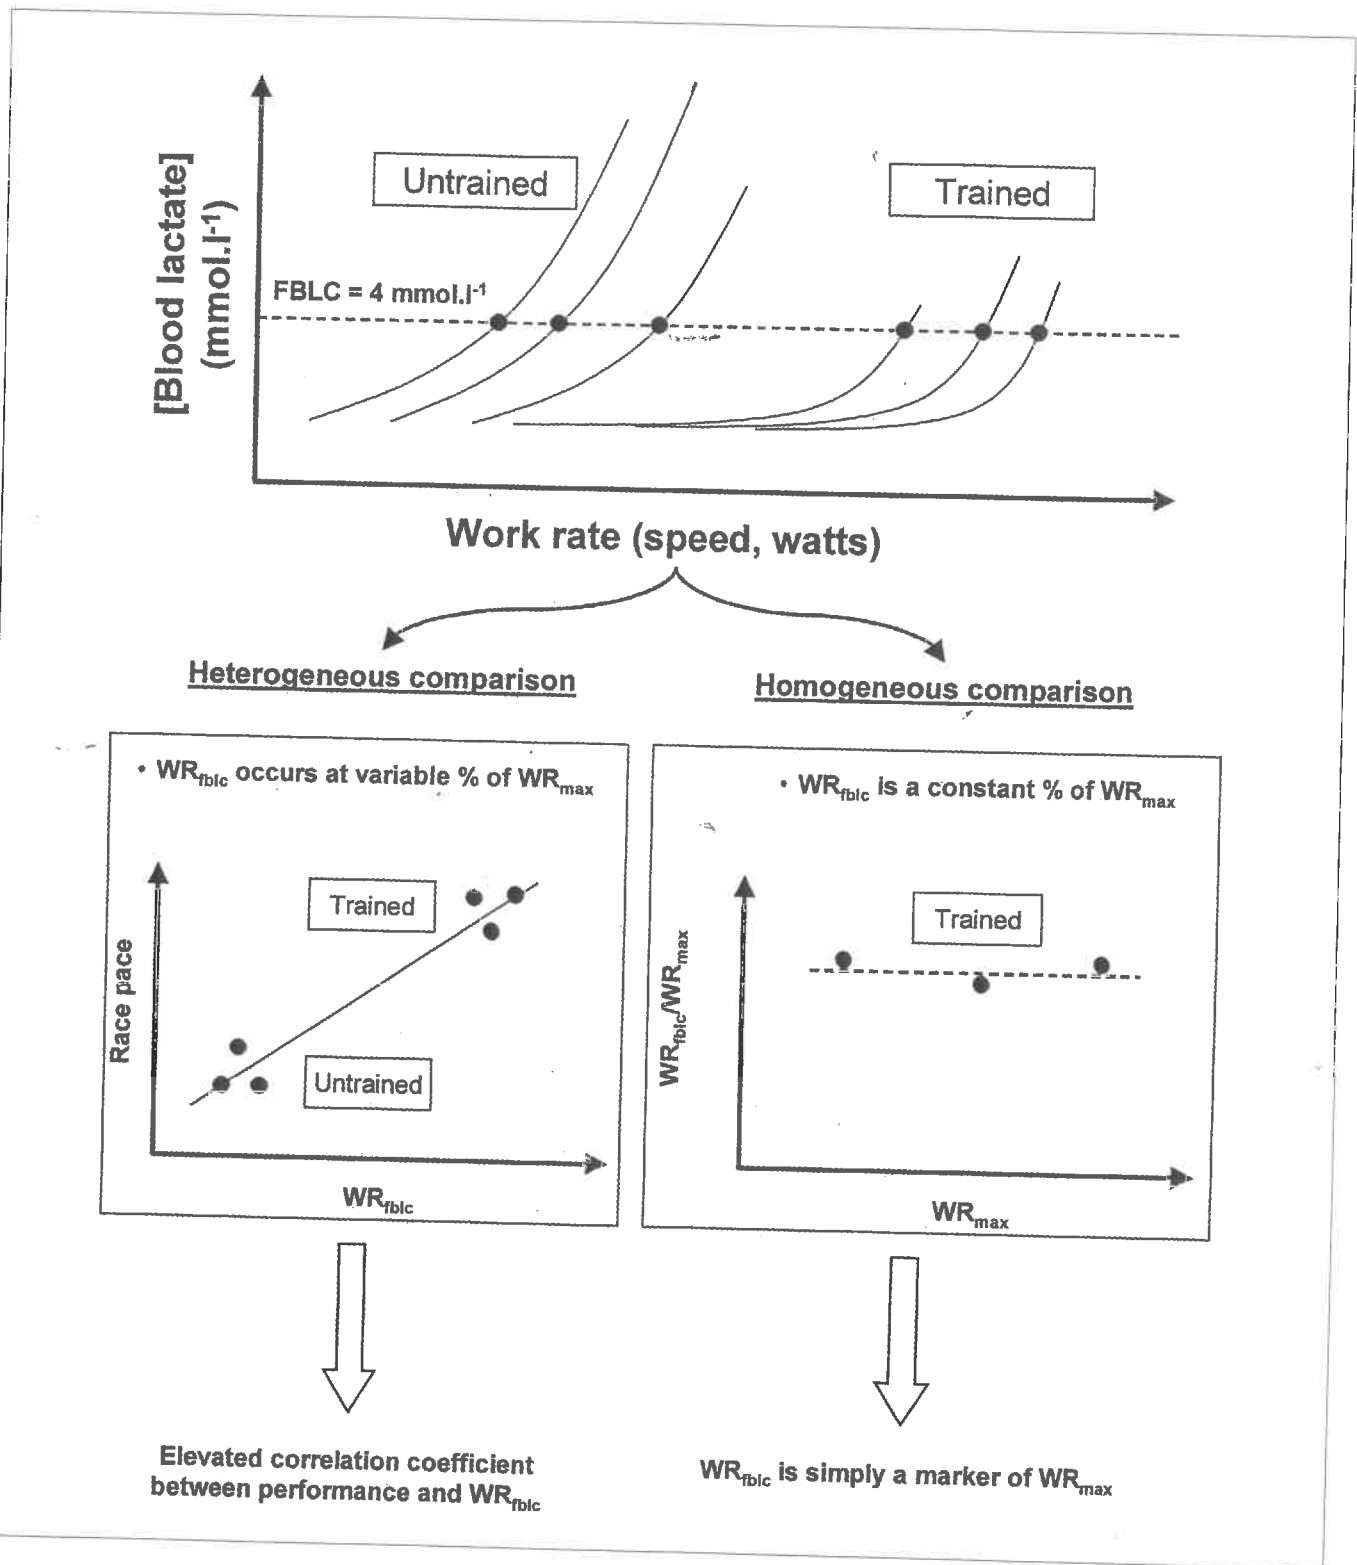 [Blood lactate]
(mmol.l-1)
Untrained
Trained
FBLC = 4 mmol.l-1
Work rate (speed, watts)
Heterogeneous comparison
Homogeneous comparison
• WRfblc occurs at variable % of WRmax
Race pace
Trained
Untrained
WRfblc
• WRfblc is a constant % of WRmax
WRfblc/WRmax
Trained
WRmax
Elevated correlation coefficient
between performance and WRfblc
WRfblc is simply a marker of WRmax